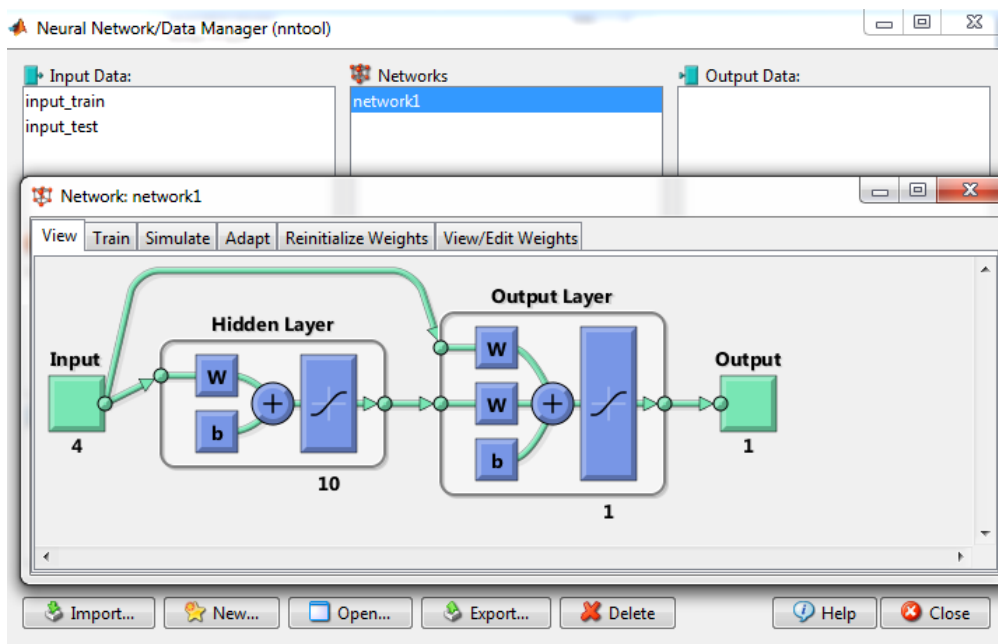 Neural Network/Data Manager (nntool)
Input Data:
Networks
Output Data:
input_train
input_test
network1
Network: network1
View Train Simulate Adapt Reinitialize Weights View/Edit Weights
Output Layer
Hidden Layer
Input
Output
W
W
W
b
b
4
1
10
1
Import... New... Open... Export... Delete Help Close